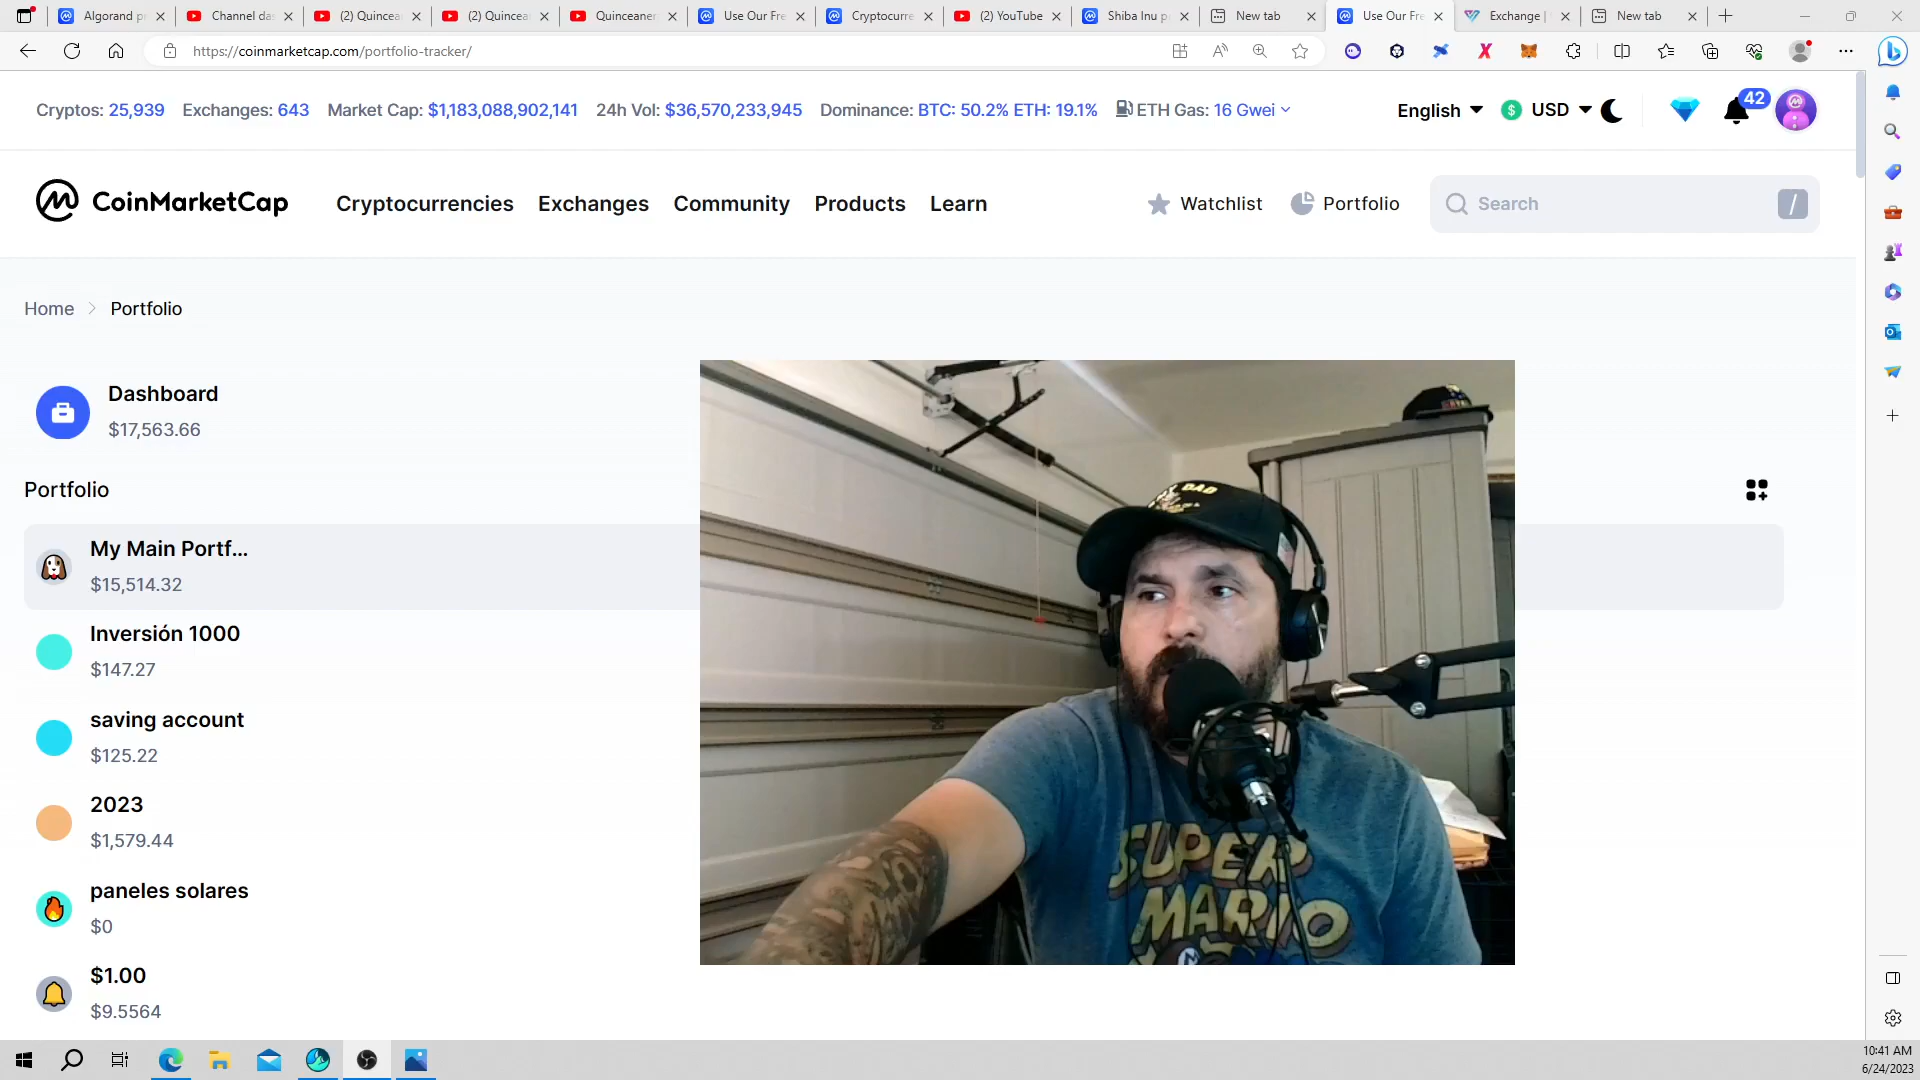 Algorand p
Channel da
(2) Quincea
(2) Quincea
Quinceaner
Use Our Fre
Cryptocurre
(2) YouTube
Shiba Inu p
New tab
Use Our Fre
Exchange |
New tab
https://coinmarketcap.com/portfolio-tracker/
Cryptos: 25,939 Exchanges: 643 Market Cap: $1,183,088,902,141 24h Vol: $36,570,233,945 Dominance: BTC: 50.2% ETH: 19.1% ETH Gas: 16 Gwei
English
$ USD
42
CoinMarketCap
Cryptocurrencies Exchanges Community Products Learn
Watchlist Portfolio
Search /
Home > Portfolio
Dashboard
$17,563.66
Portfolio
My Main Portf...
$15,514.32
Inversión 1000
$147.27
saving account
$125.22
2023
$1,579.44
paneles solares
$0
$1.00
$9.5564
DAD
SUPER
MARIO
10:41 AM
6/24/2023